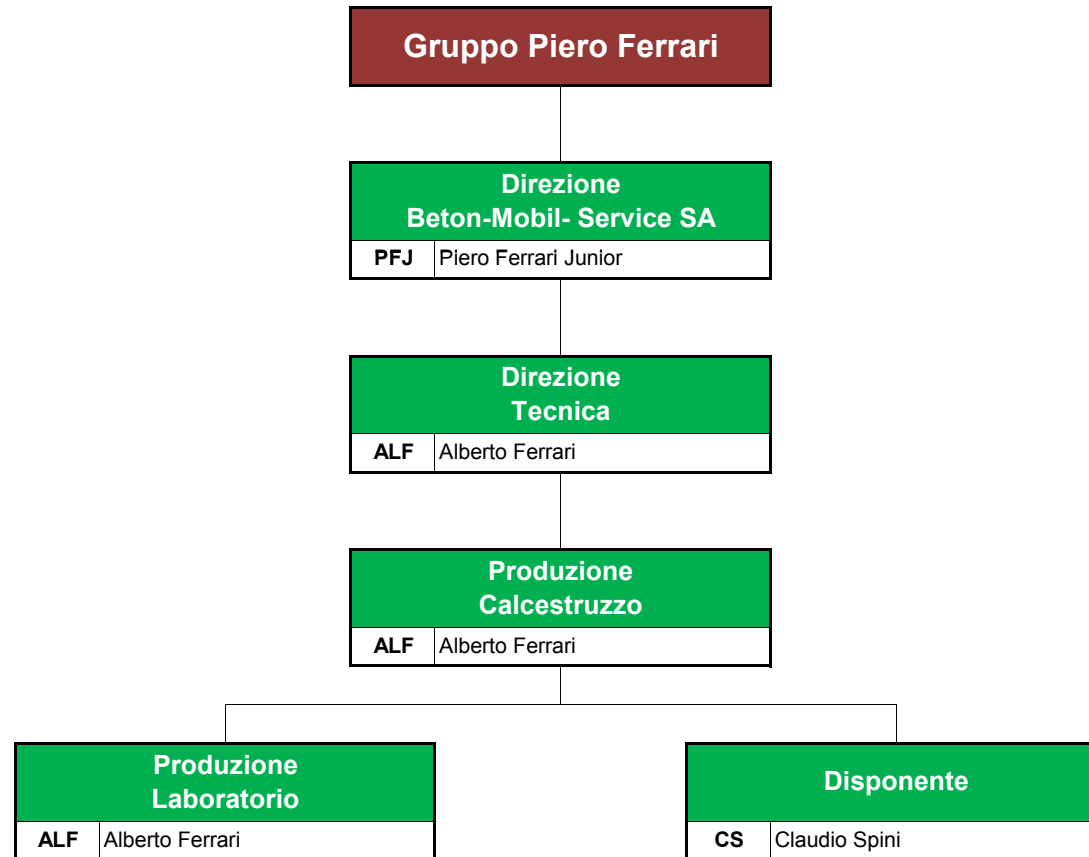 Gruppo Piero Ferrari
Direzione
Beton-Mobil- Service SA
PFJ Piero Ferrari Junior
Direzione
Tecnica
ALF Alberto Ferrari
Produzione
Calcestruzzo
ALF Alberto Ferrari
Produzione
Laboratorio
ALF Alberto Ferrari
Disponente
CS Claudio Spini